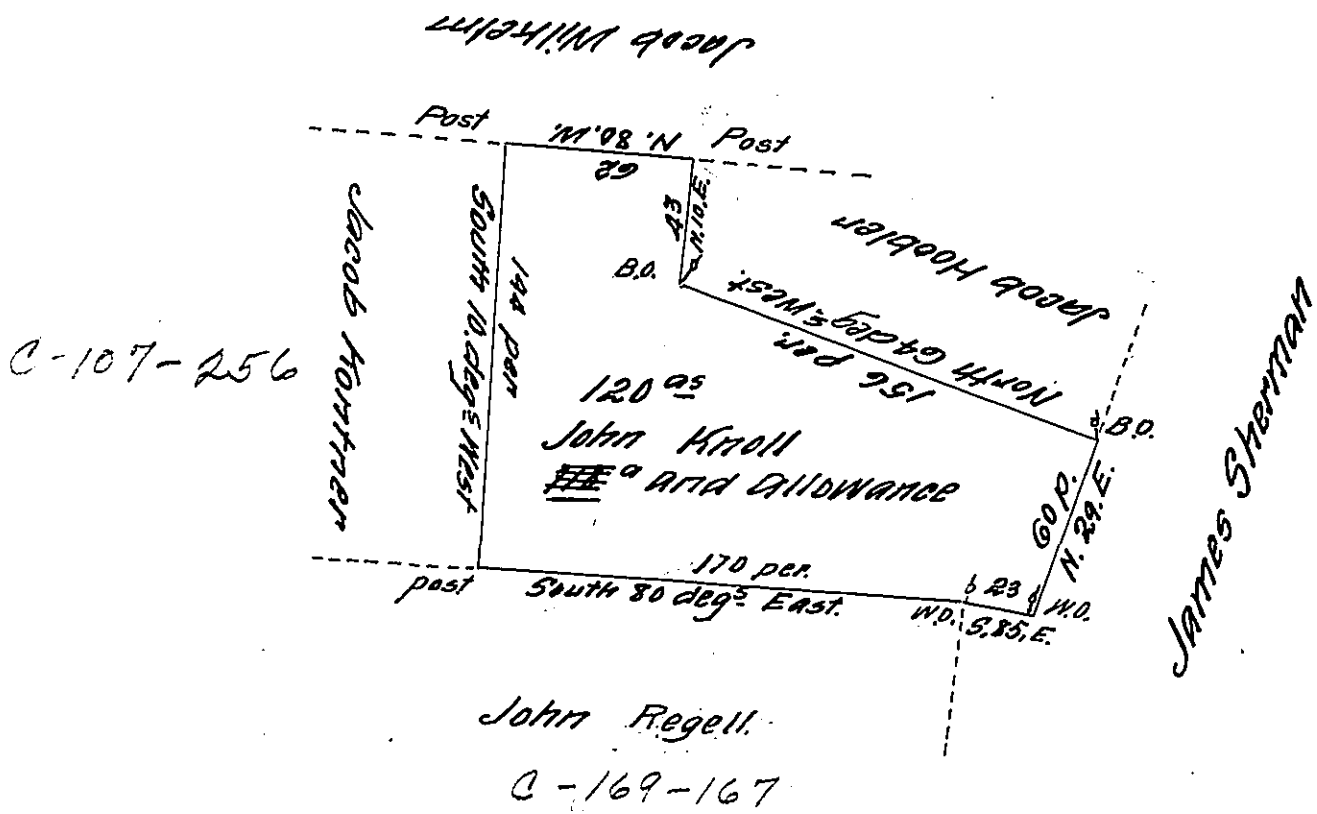 Jacob Wilhelm
Post
N. 80. W.
62
Post
43
N. 10. E.
B.O.
Jacob Hoobler
North 64 degs West.
156 per.
B.O.
James Sherman
60 p.
N. 29. E.
C-107-256
Jacob Kortner
South 10. degs West
144 per
120 as
John Knoll
a and Allowance
170 per.
South 80 degs East.
post
W.O.
23
S. 85, E.
W.O.
John Regell.
C-169-167